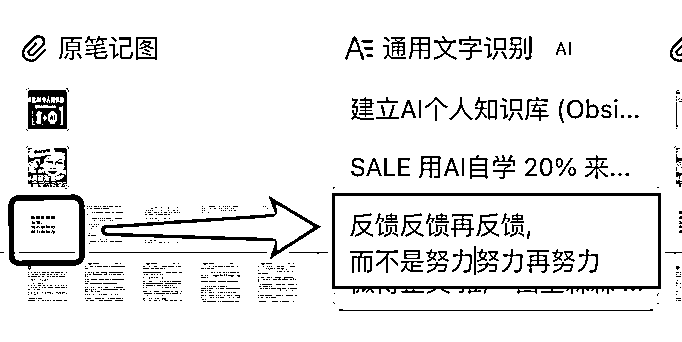 原笔记图
通用文字识别 AI
建立AI个人知识库 (Obsi...
SALE 用AI自学 20% 来...
反馈反馈再反馈,
而不是努力努力再努力